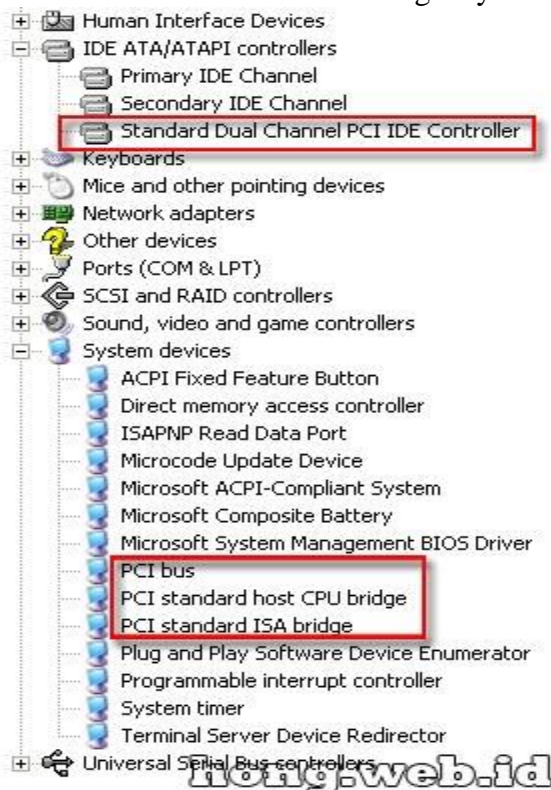 Human Interface Devices
IDE ATA/ATAPI controllers
Primary IDE Channel
Secondary IDE Channel
Standard Dual Channel PCI IDE Controller
Keyboards
Mice and other pointing devices
Network adapters
Other devices
Ports (COM & LPT)
SCSI and RAID controllers
Sound, video and game controllers
System devices
ACPI Fixed Feature Button
Direct memory access controller
ISAPNP Read Data Port
Microcode Update Device
Microsoft ACPI-Compliant System
Microsoft Composite Battery
Microsoft System Management BIOS Driver
PCI bus
PCI standard host CPU bridge
PCI standard ISA bridge
Plug and Play Software Device Enumerator
Programmable interrupt controller
System timer
Terminal Server Device Redirector
Universal Serial Bus controllers
hong.web.id